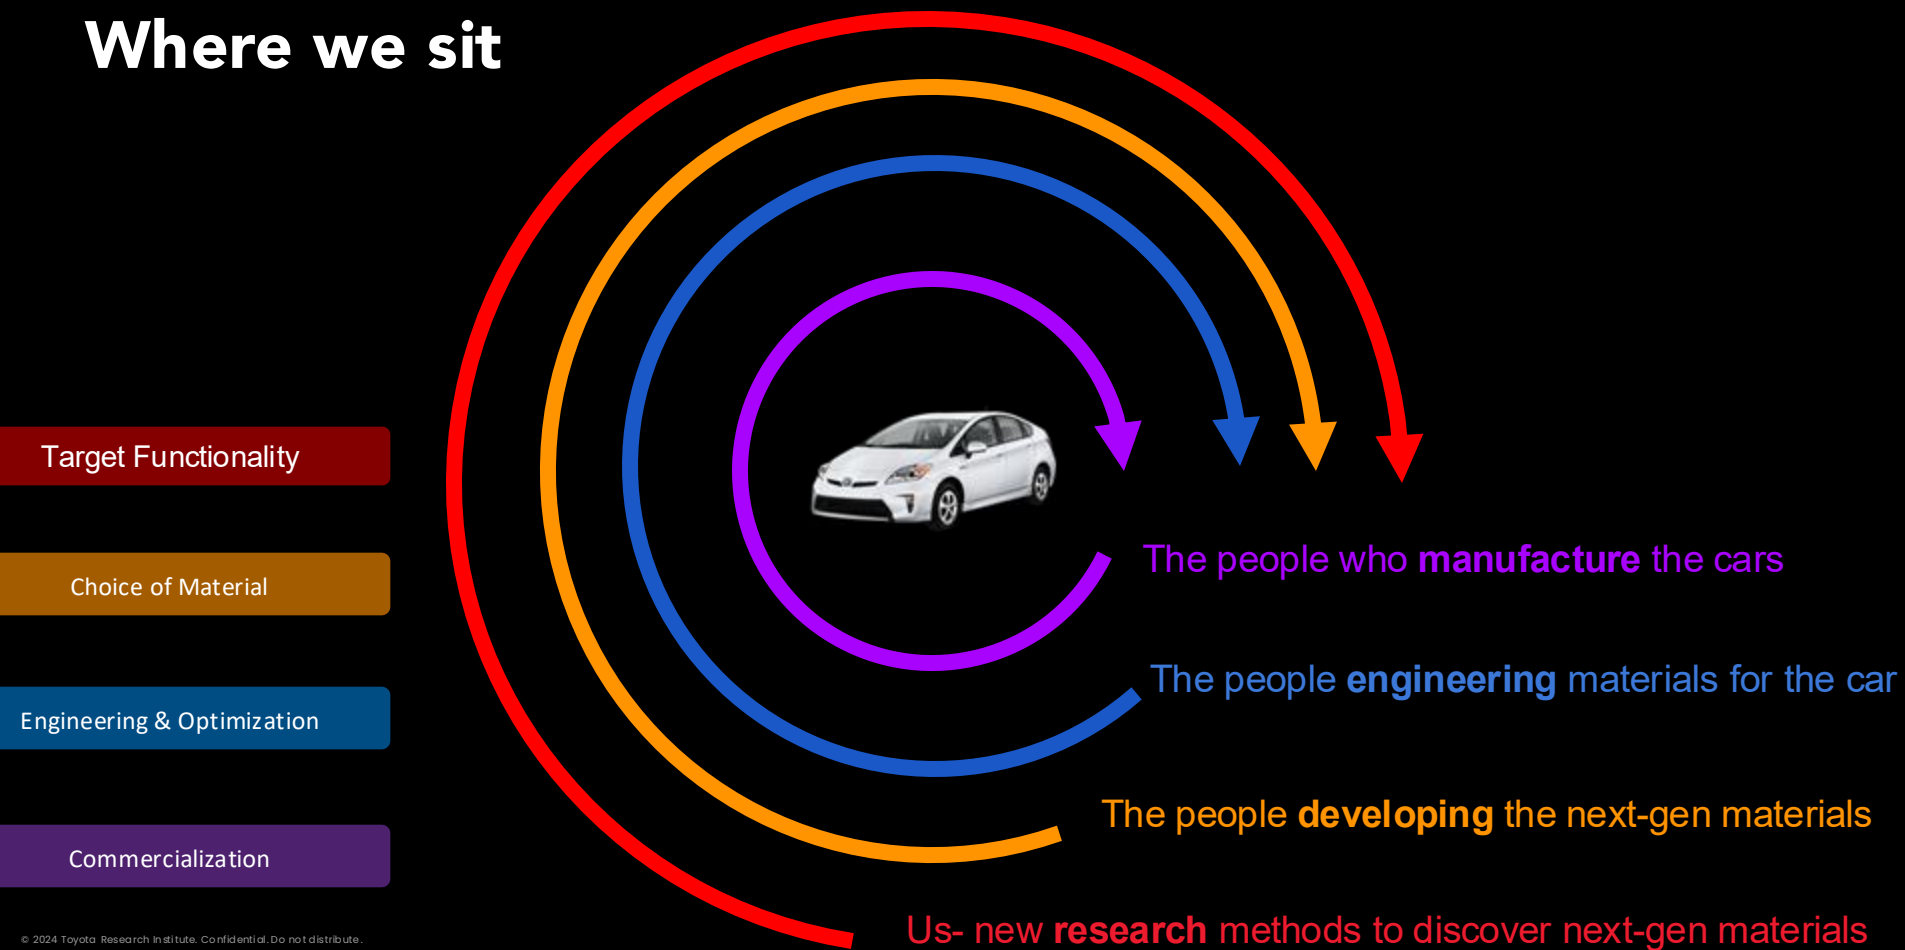 Where we sit
Target Functionality
Choice of Material
Engineering & Optimization
Commercialization
The people who manufacture the cars
The people engineering materials for the car
The people developing the next-gen materials
Us- new research methods to discover next-gen materials
© 2024 Toyota Research Institute. Confidential. Do not distribute.